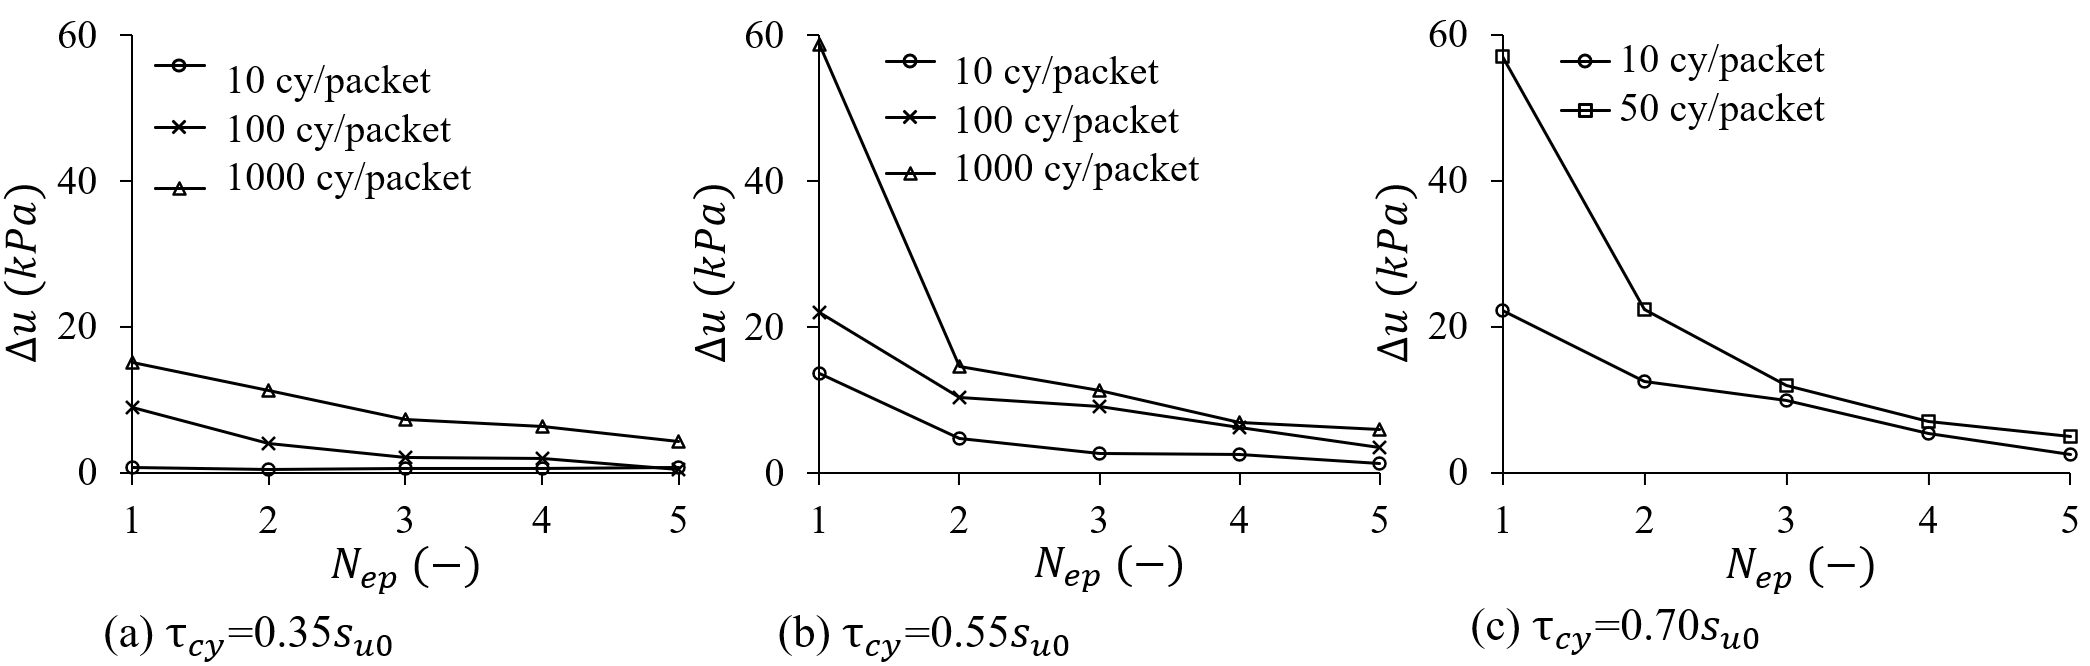 60
40
20
0
1 2 3 4 5
Δu (kPa)
N_ep (−)
10 cy/packet
100 cy/packet
1000 cy/packet
(a) τ_cy=0.35s_u0
60
40
20
0
1 2 3 4 5
Δu (kPa)
N_ep (−)
10 cy/packet
100 cy/packet
1000 cy/packet
(b) τ_cy=0.55s_u0
60
40
20
0
1 2 3 4 5
Δu (kPa)
N_ep (−)
10 cy/packet
50 cy/packet
(c) τ_cy=0.70s_u0